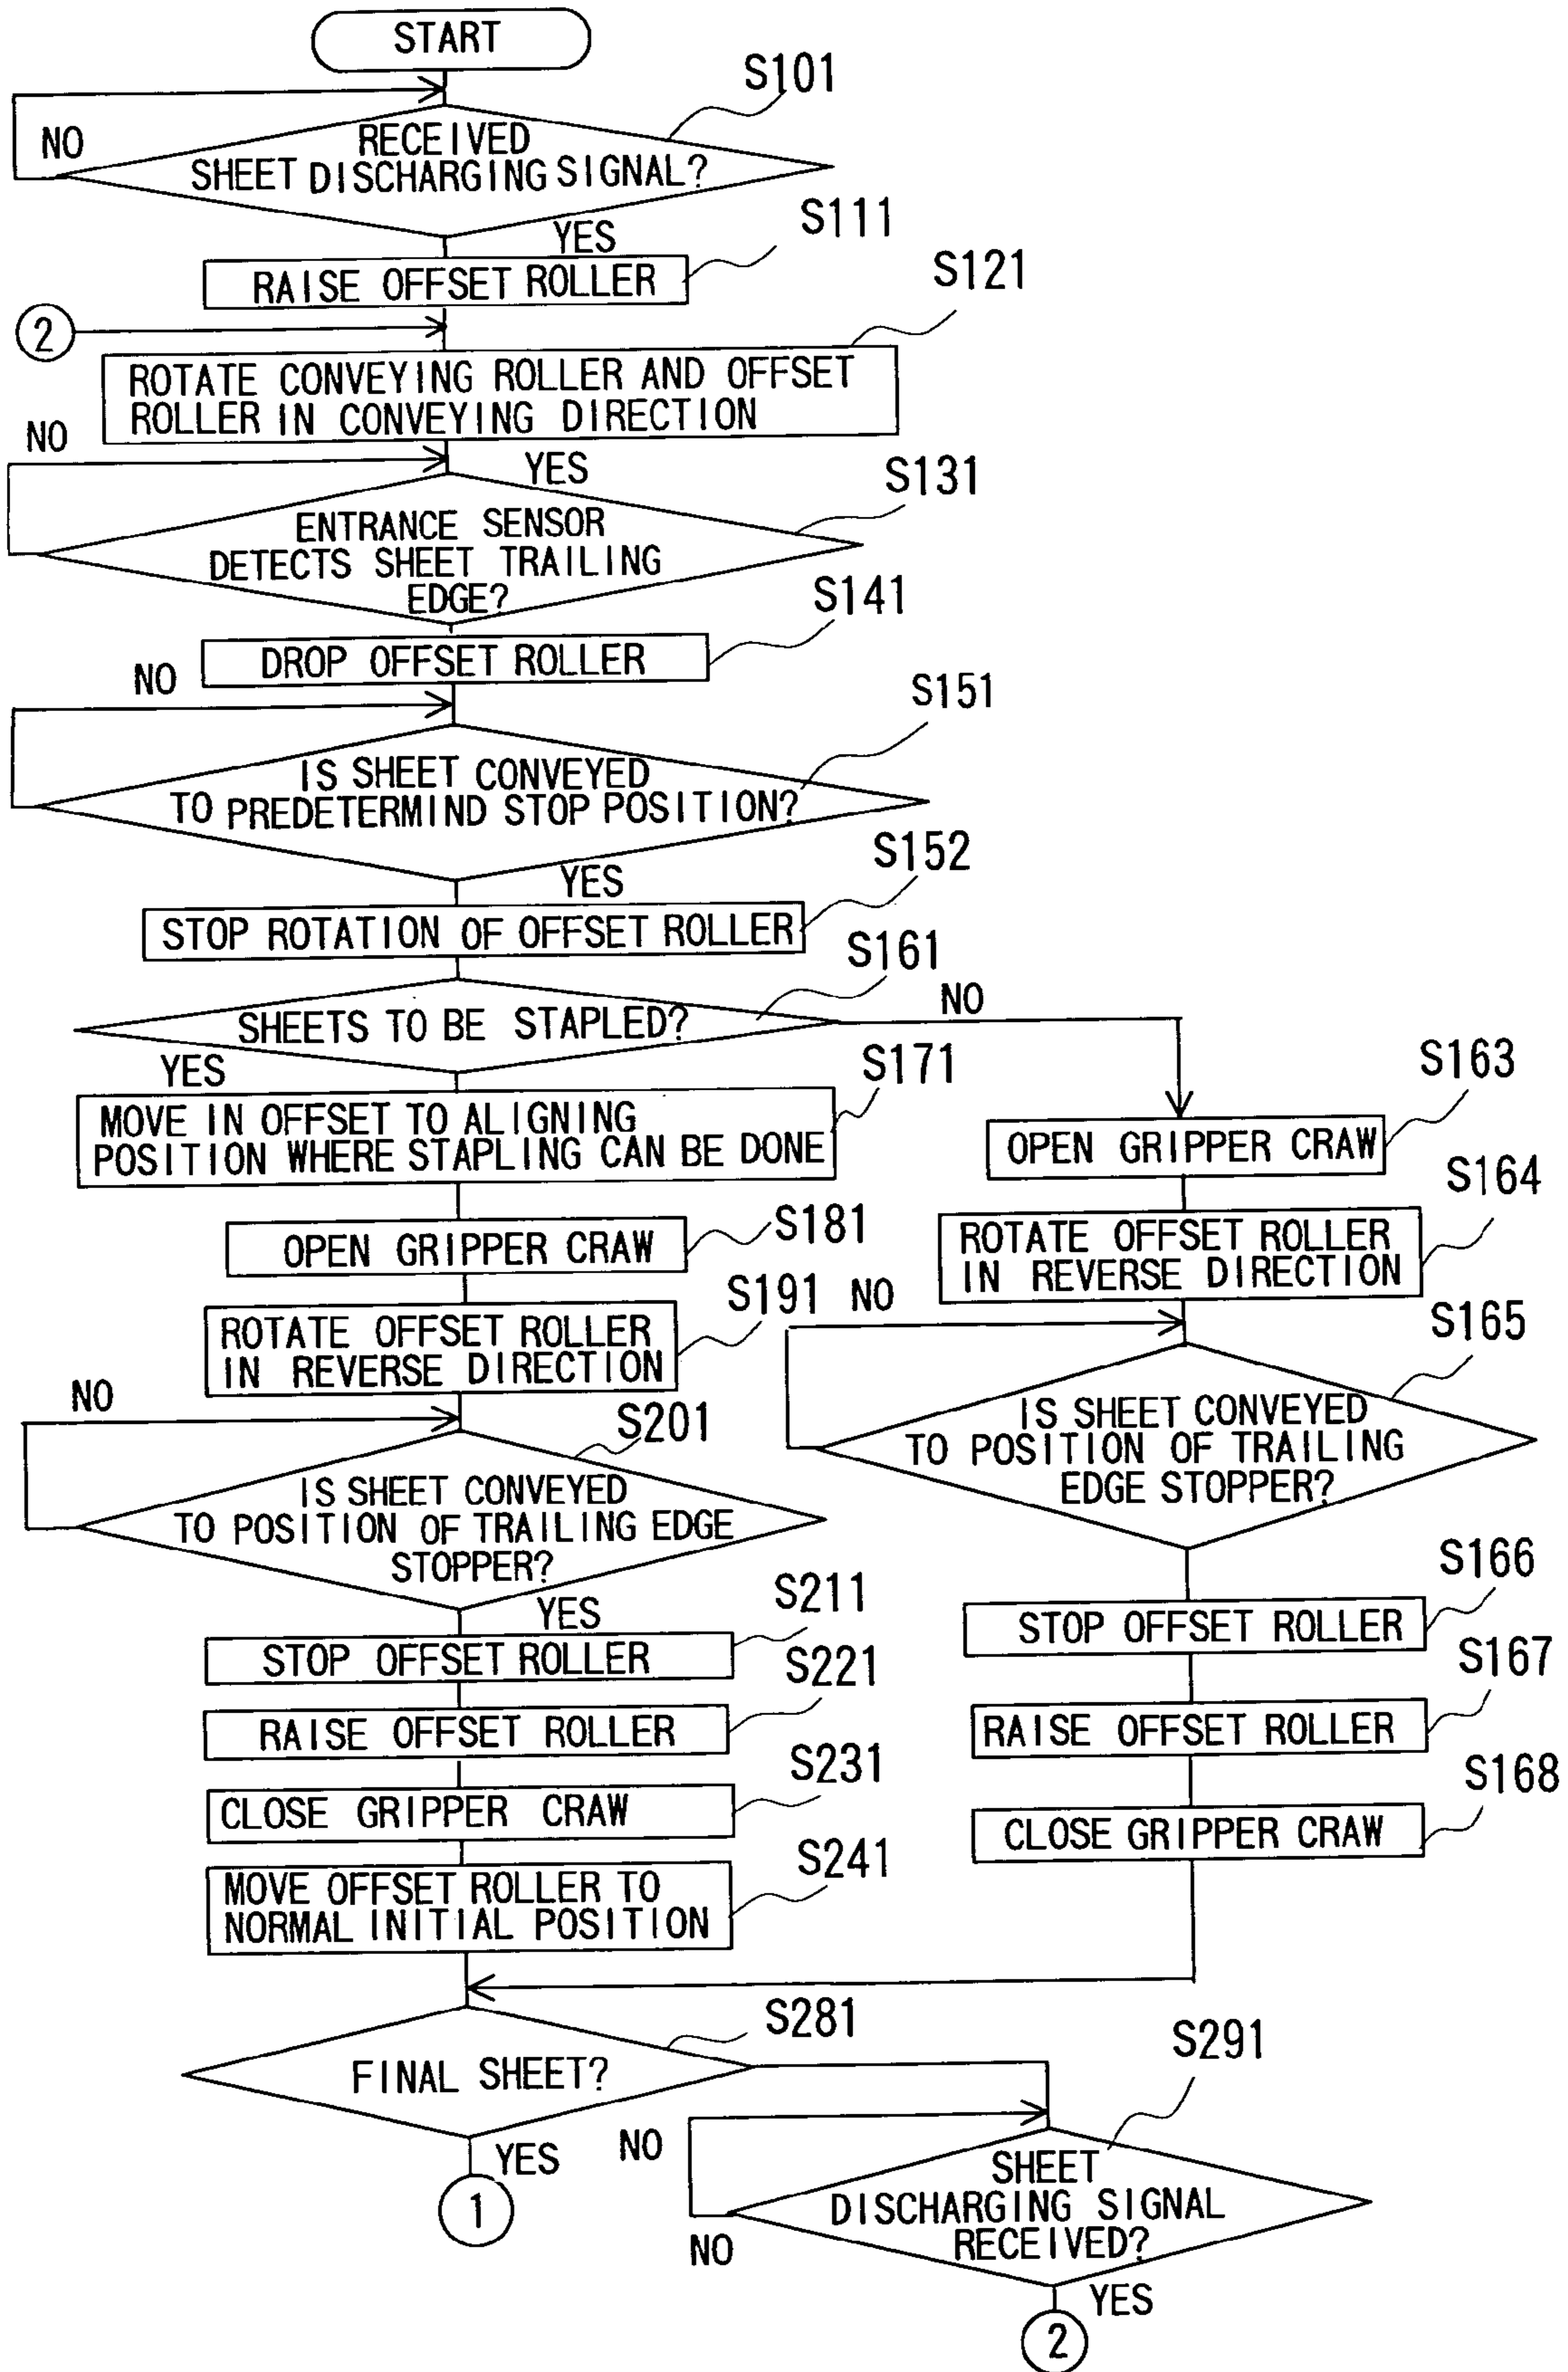 START
S101
NO
RECEIVED
SHEET DISCHARGING SIGNAL?
YES
S111
RAISE OFFSET ROLLER
S121
2
ROTATE CONVEYING ROLLER AND OFFSET
ROLLER IN CONVEYING DIRECTION
NO
YES
S131
ENTRANCE SENSOR
DETECTS SHEET TRAILING
EDGE?
S141
DROP OFFSET ROLLER
NO
S151
IS SHEET CONVEYED
TO PREDETERMIND STOP POSITION?
S152
YES
STOP ROTATION OF OFFSET ROLLER
S161
NO
SHEETS TO BE STAPLED?
YES
S171
MOVE IN OFFSET TO ALIGNING
POSITION WHERE STAPLING CAN BE DONE
S163
OPEN GRIPPER CRAW
S164
ROTATE OFFSET ROLLER
IN REVERSE DIRECTION
S181
OPEN GRIPPER CRAW
S191
ROTATE OFFSET ROLLER
IN REVERSE DIRECTION
NO
S165
IS SHEET CONVEYED
TO POSITION OF TRAILING
EDGE STOPPER?
NO
S201
IS SHEET CONVEYED
TO POSITION OF TRAILING EDGE
STOPPER?
YES
S211
STOP OFFSET ROLLER
S166
STOP OFFSET ROLLER
S221
RAISE OFFSET ROLLER
S167
RAISE OFFSET ROLLER
S231
CLOSE GRIPPER CRAW
S168
CLOSE GRIPPER CRAW
S241
MOVE OFFSET ROLLER TO
NORMAL INITIAL POSITION
S281
FINAL SHEET?
YES
1
S291
NO
SHEET
DISCHARGING SIGNAL
RECEIVED?
NO
YES
2